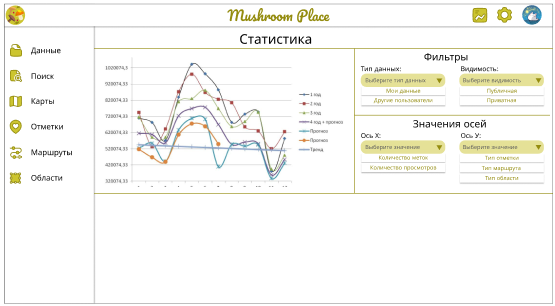 Mushroom Place
Данные
Поиск
Карты
Отметки
Маршруты
Области
Статистика
1020074,33
920074,33
820074,33
720074,33
620074,33
520074,33
420074,33
320074,33
1 год
2 год
3 год
4 год + прогноз
Прогноз
Прогноз
Тренд
Фильтры
Тип данных:
Выберите тип данных
Мои данные
Другие пользователи
Видимость:
Выберите видимость
Публичная
Приватная
Значения осей
Ось X:
Выберите значение
Количество меток
Количество просмотров
Ось У:
Выберите значение
Тип отметки
Тип маршрута
Тип области